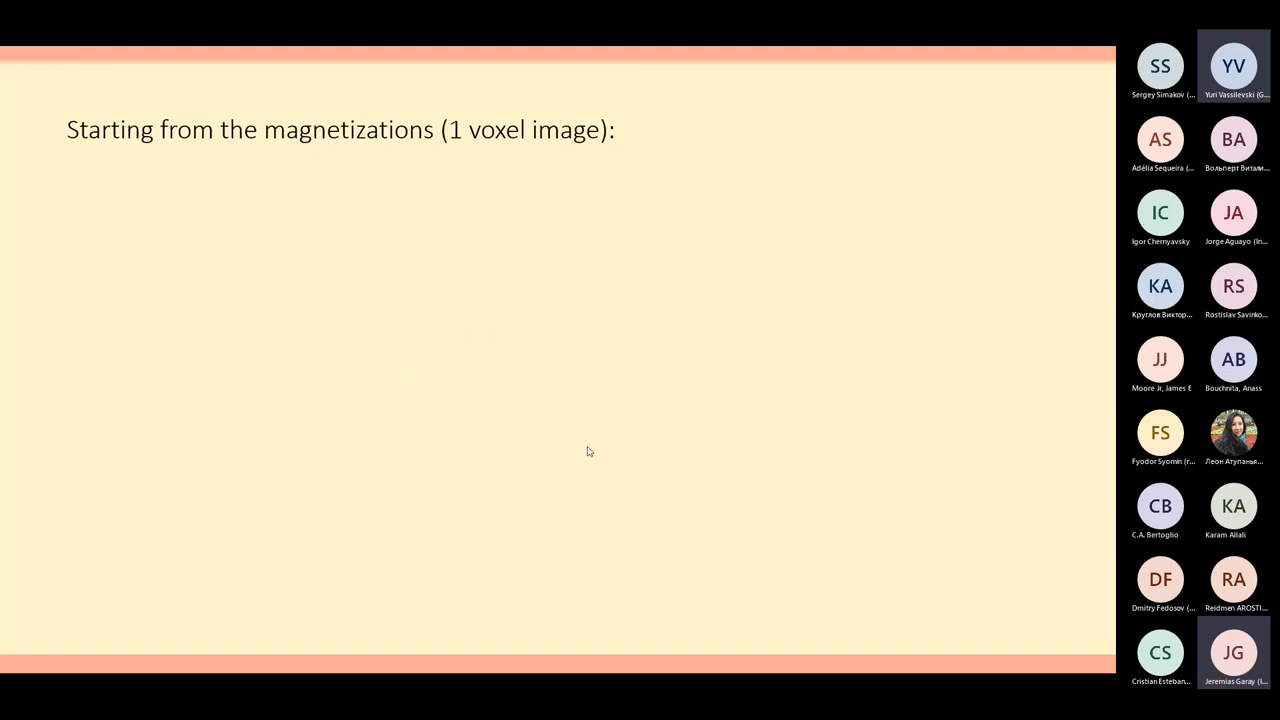 Starting from the magnetizations (1 voxel image):
SS
YV
Sergey Simakov (...
Yuri Vassilevski (G...
AS
BA
Adélia Sequeira (...
Вольперт Витали...
IC
JA
Igor Chernyavsky
Jorge Aguayo (In...
КА
RS
Круглов Виктор...
Rostislav Savinko...
JJ
AB
Moore Jr, James E
Bouchnita, Anass
FS
Fyodor Syomin (r...
Леон Атупанья...
CB
KA
C.A. Bertoglio
Karam Allali
DF
RA
Dmitry Fedosov (...
Reidmen AROSTI...
CS
JG
Cristian Esteban...
Jeremias Garay (I...